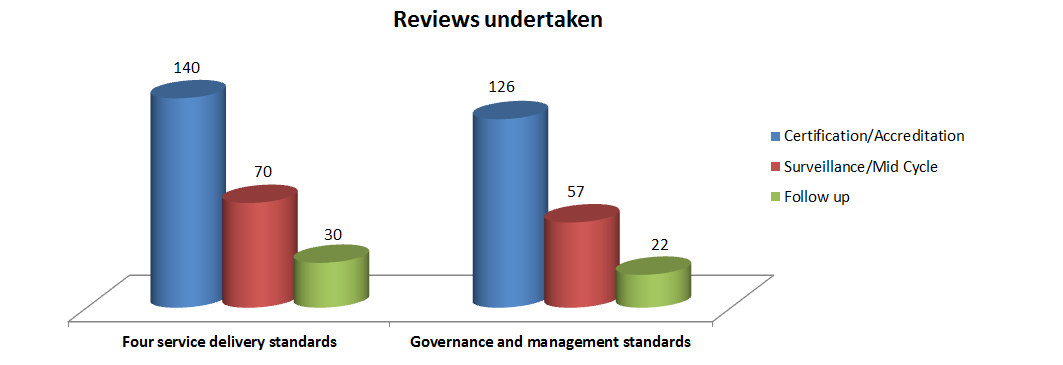 Reviews undertaken
140
70
30
126
57
22
Certification/Accreditation
Surveillance/Mid Cycle
Follow up
Four service delivery standards
Governance and management standards